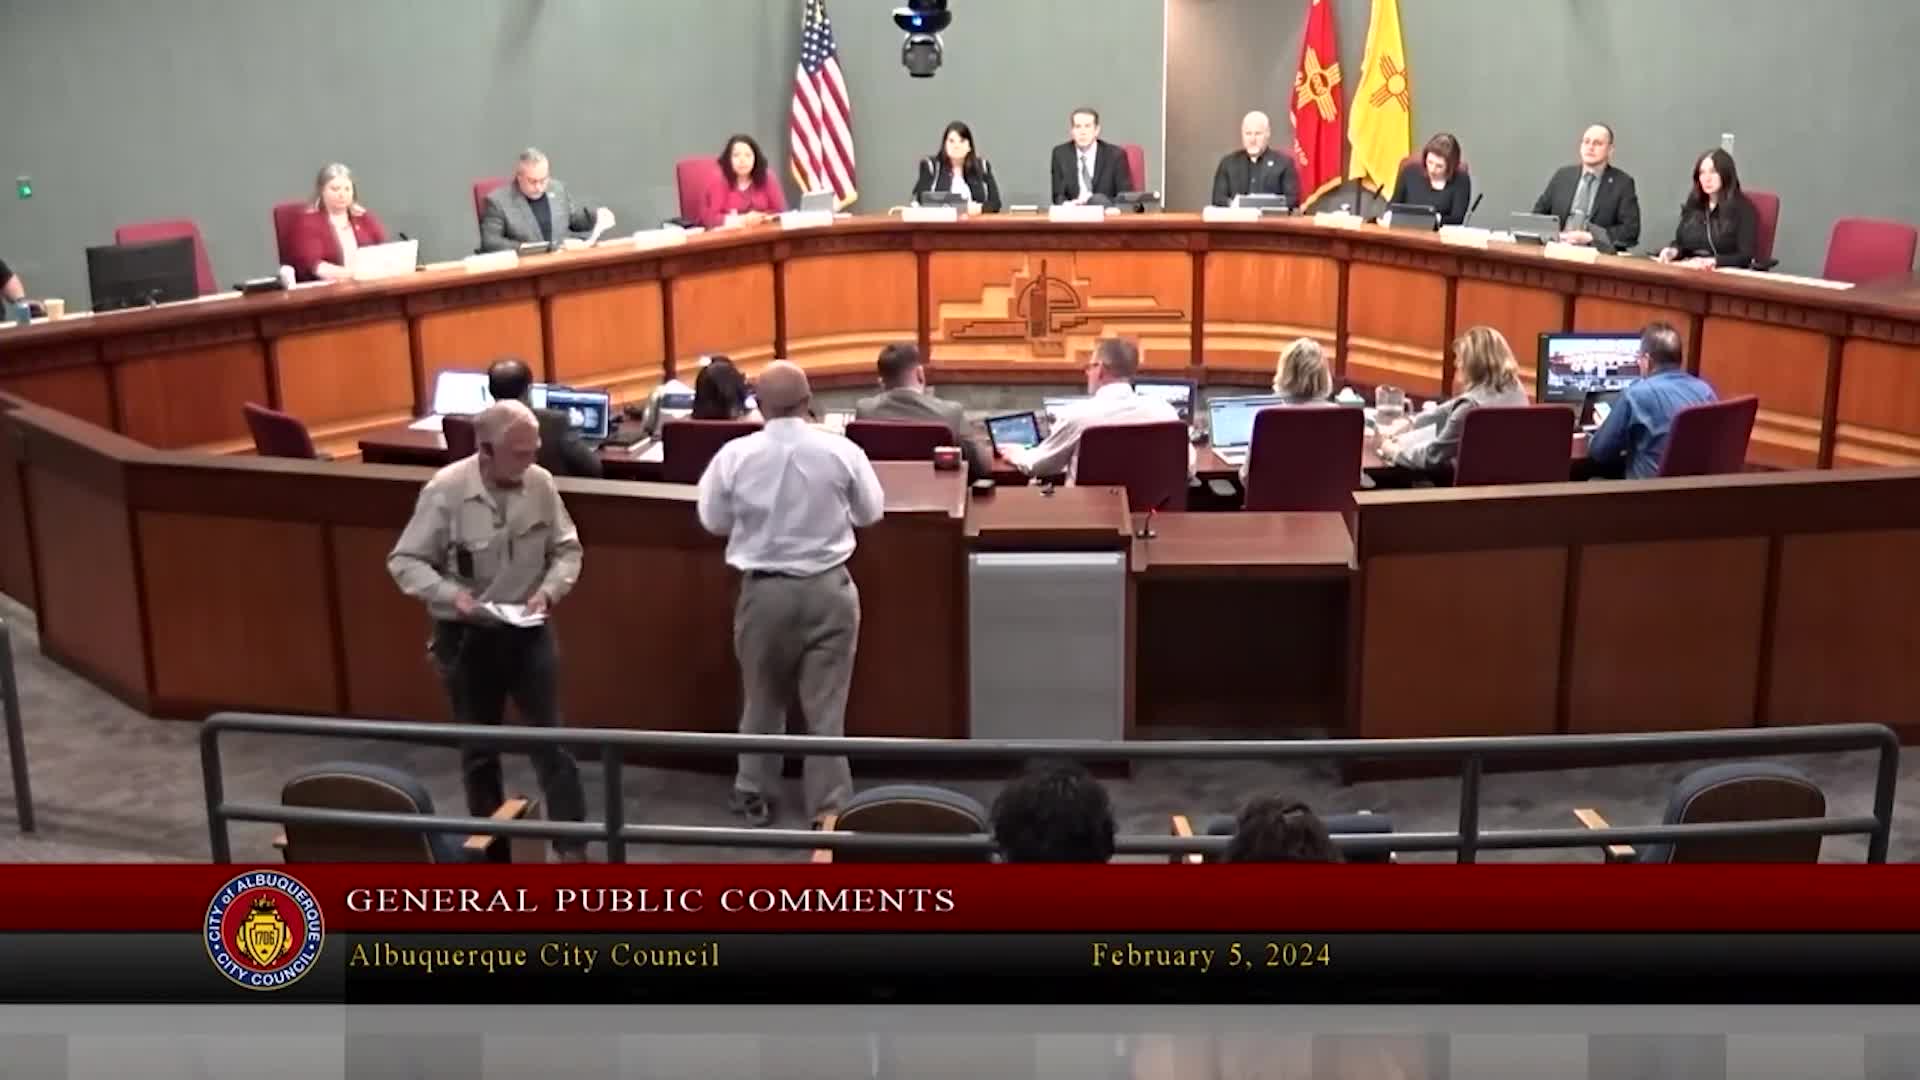 GENERAL PUBLIC COMMENTS
Albuquerque City Council
February 5, 2024
CITY of ALBUQUERQUE
1706
CITY COUNCIL